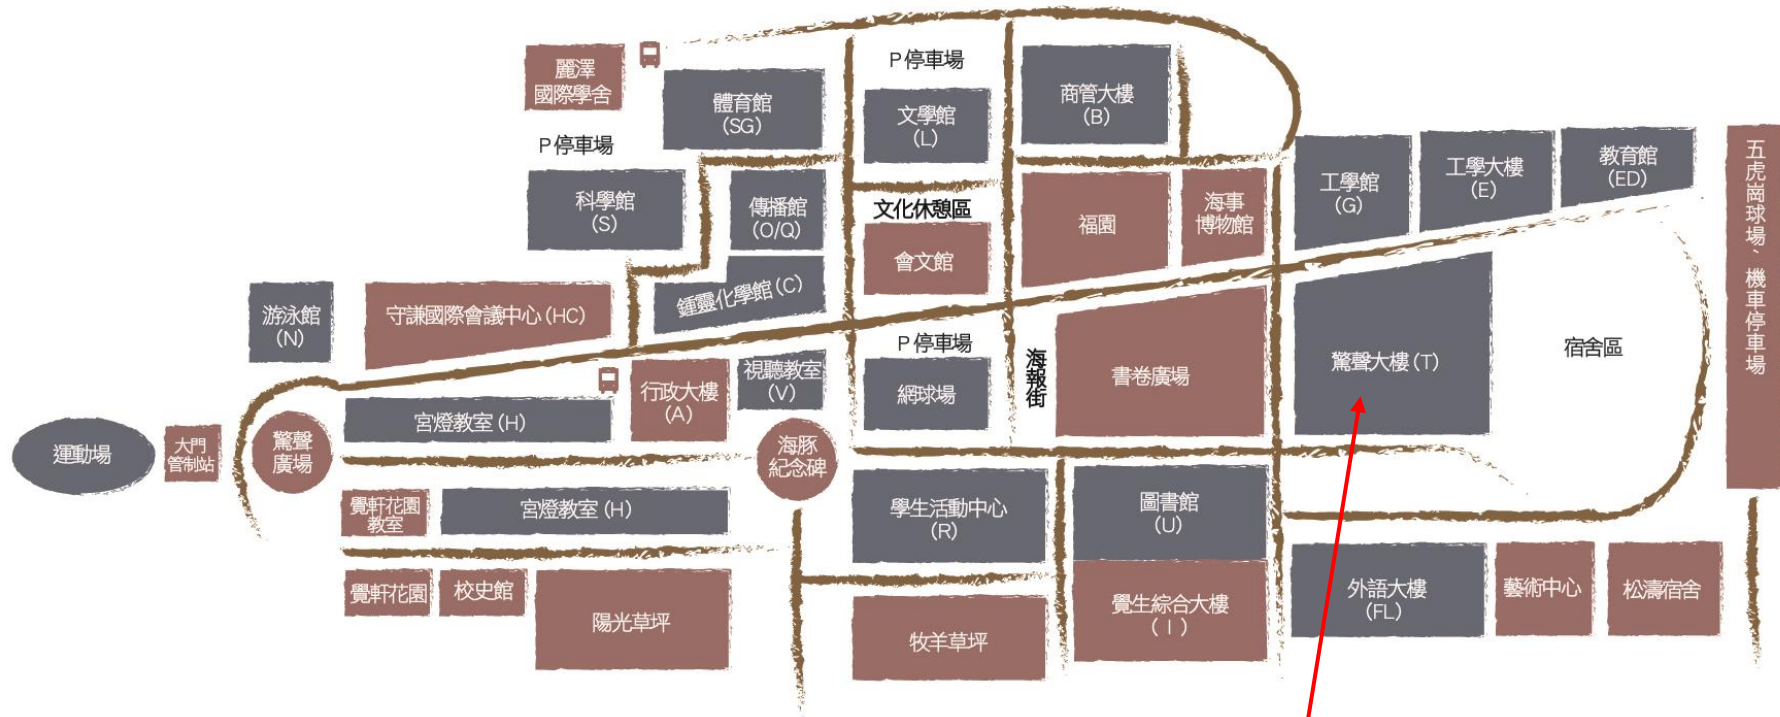 麗澤
國際學舍
體育館
(SG)
P 停車場
文學館
(L)
商管大樓
(B)
P 停車場
科學館
(S)
傳播館
(O/Q)
文化休憩區
會文館
福園
海事
博物館
工學館
(G)
工學大樓
(E)
教育館
(ED)
五虎崗球場、機車停車場
游泳館
(N)
守謙國際會議中心 (HC)
鍾靈化學館 (C)
行政大樓
(A)
視聽教室
(V)
P 停車場
網球場
海報街
書卷廣場
驚聲大樓 (T)
宿舍區
運動場
大門
管制站
驚聲
廣場
宮燈教室 (H)
海豚
紀念碑
覺軒花園
教室
宮燈教室 (H)
學生活動中心
(R)
圖書館
(U)
覺軒花園
校史館
陽光草坪
牧羊草坪
覺生綜合大樓
( I )
外語大樓
(FL)
藝術中心
松濤宿舍